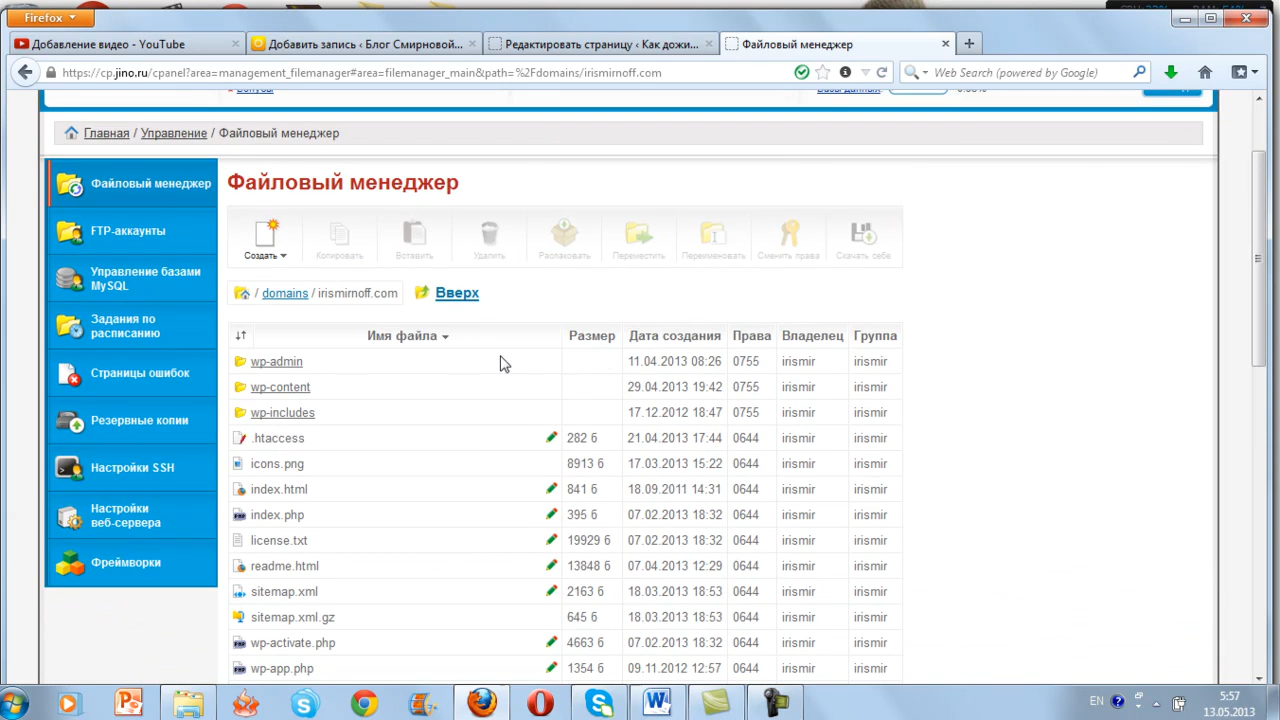 Firefox
Добавление видео - YouTube
Добавить запись ‹ Блог Смирновой...
Редактировать страницу ‹ Как дожи...
Файловый менеджер
https://cp.jino.ru/cpanel?area=management_filemanager#area=filemanager_main&path=%2Fdomains/irismirnoff.com
Web Search (powered by Google)
Бонусы
Базы данных:
Главная / Управление / Файловый менеджер
Файловый менеджер
FTP-аккаунты
Управление базами
MySQL
Задания по
расписанию
Страницы ошибок
Резервные копии
Настройки SSH
Настройки
веб-сервера
Фреймворки
Файловый менеджер
Создать
Копировать
Вставить
Удалить
Распаковать
Переместить
Переименовать
Сменить права
Скачать себе
/ domains / irismirnoff.com
Вверх
Имя файла Размер Дата создания Права Владелец Группа
wp-admin 11.04.2013 08:26 0755 irismir irismir
wp-content 29.04.2013 19:42 0755 irismir irismir
wp-includes 17.12.2012 18:47 0755 irismir irismir
.htaccess 282 б 21.04.2013 17:44 0644 irismir irismir
icons.png 8913 б 17.03.2013 15:22 0644 irismir irismir
index.html 841 б 18.09.2011 14:31 0644 irismir irismir
index.php 395 б 07.02.2013 18:32 0644 irismir irismir
license.txt 19929 б 07.02.2013 18:32 0644 irismir irismir
readme.html 13848 б 07.04.2013 12:29 0644 irismir irismir
sitemap.xml 2163 б 18.03.2013 18:53 0644 irismir irismir
sitemap.xml.gz 645 б 18.03.2013 18:53 0644 irismir irismir
wp-activate.php 4663 б 07.02.2013 18:32 0644 irismir irismir
wp-app.php 1354 б 09.11.2012 12:57 0644 irismir irismir
EN
5:57
13.05.2013